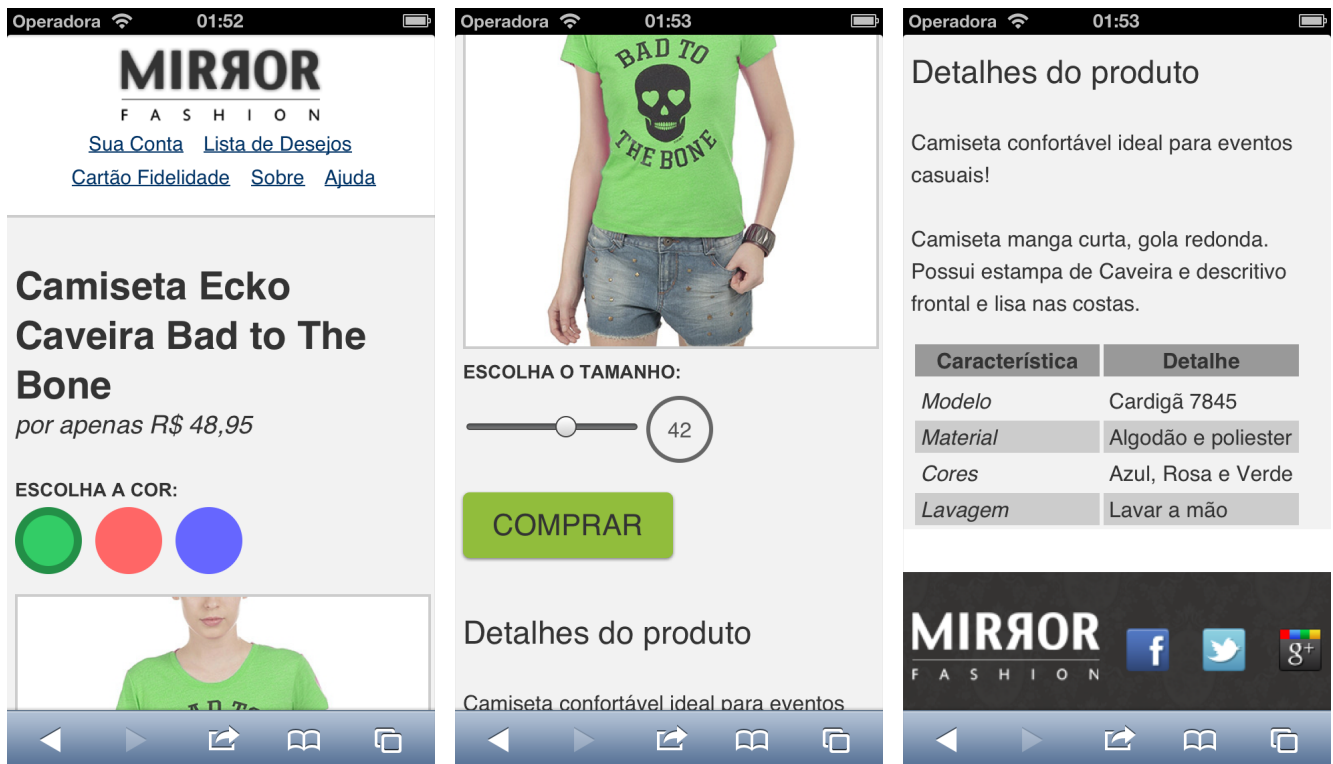 Operadora 01:52
MIRROR
FASHION
Sua Conta Lista de Desejos
Cartão Fidelidade Sobre Ajuda
Camiseta Ecko
Caveira Bad to The
Bone
por apenas R$ 48,95
ESCOLHA A COR:
BAD TO
Operadora 01:53
BAD TO
THE BONE
ESCOLHA O TAMANHO:
42
COMPRAR
Detalhes do produto
Camiseta confortável ideal para eventos
Operadora 01:53
Detalhes do produto
Camiseta confortável ideal para eventos
casuais!
Camiseta manga curta, gola redonda.
Possui estampa de Caveira e descritivo
frontal e lisa nas costas.
Característica Detalhe
Modelo Cardigã 7845
Material Algodão e poliester
Cores Azul, Rosa e Verde
Lavagem Lavar a mão
MIRROR
FASHION
f
g+